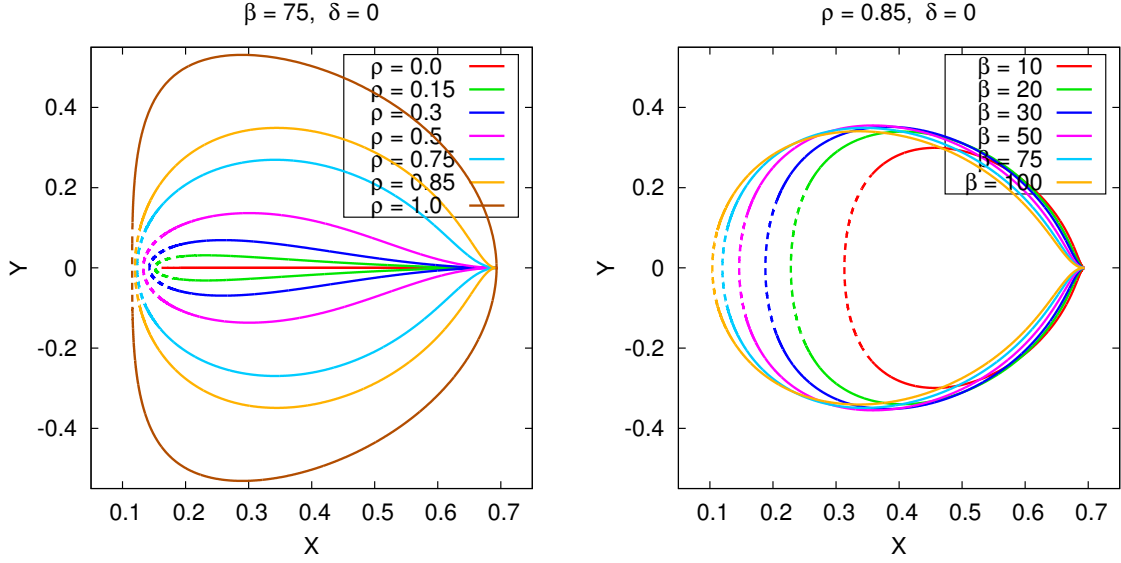 β = 75, δ = 0
ρ = 0.0
ρ = 0.15
ρ = 0.3
ρ = 0.5
ρ = 0.75
ρ = 0.85
ρ = 1.0
0.4
0.2
0
-0.2
-0.4
Y
0.1 0.2 0.3 0.4 0.5 0.6 0.7
X
ρ = 0.85, δ = 0
β = 10
β = 20
β = 30
β = 50
β = 75
β = 100
0.4
0.2
0
-0.2
-0.4
Y
0.1 0.2 0.3 0.4 0.5 0.6 0.7
X